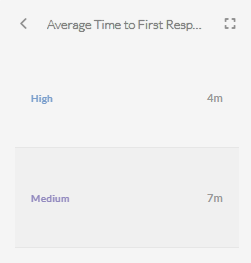 Average Time to First Resp...
High 4m
Medium 7m